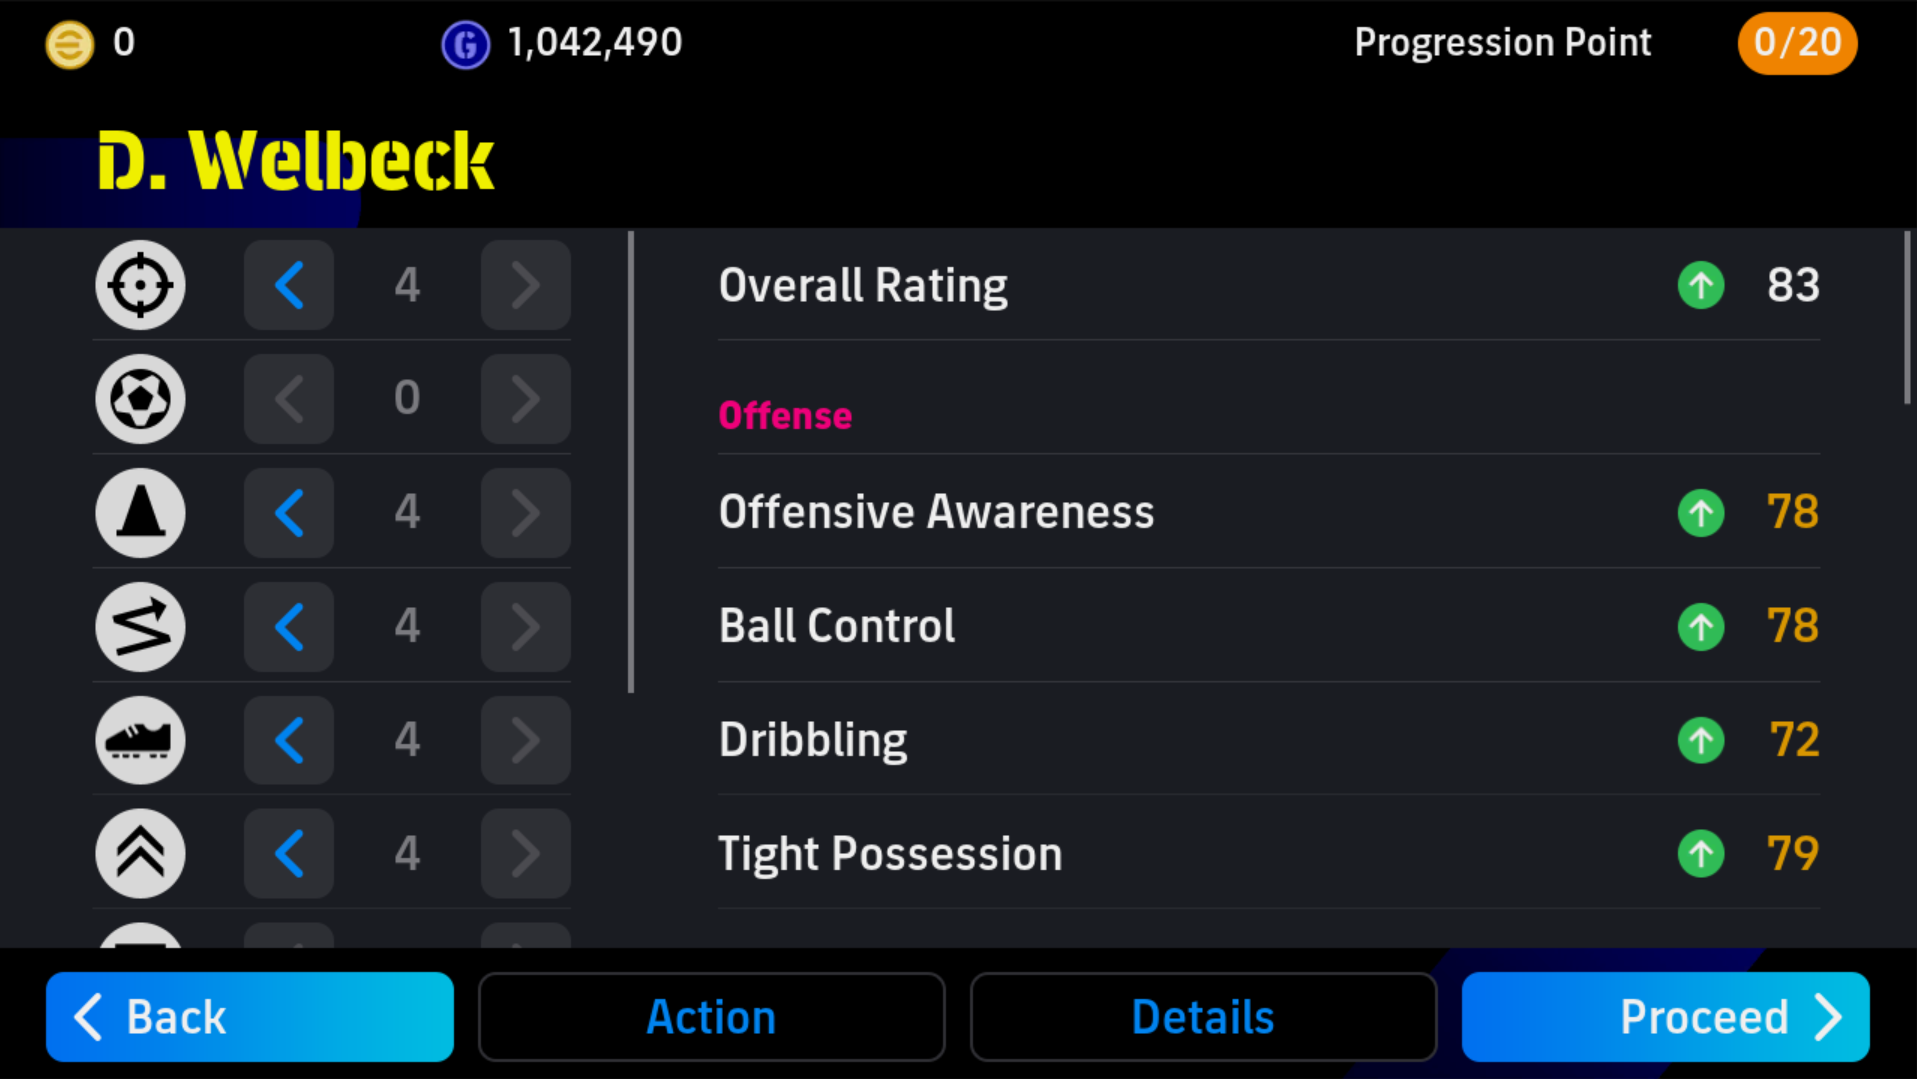 0
1,042,490
Progression Point
0/20
D. Welbeck
4
Overall Rating
83
0
Offense
4
Offensive Awareness
78
4
Ball Control
78
4
Dribbling
72
4
Tight Possession
79
Back
Action
Details
Proceed